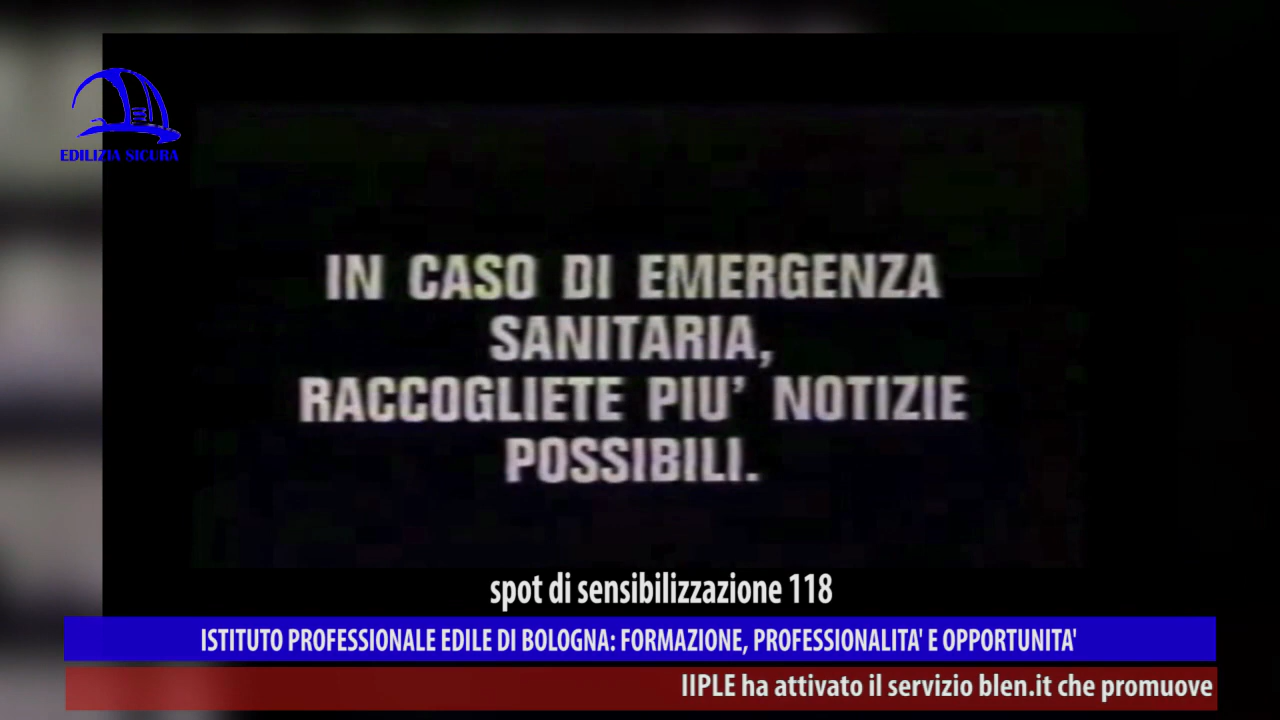 EDILIZIA SICURA
IN CASO DI EMERGENZA
SANITARIA,
RACCOGLIETE PIU' NOTIZIE
POSSIBILI.
spot di sensibilizzazione 118
ISTITUTO PROFESSIONALE EDILE DI BOLOGNA: FORMAZIONE, PROFESSIONALITA' E OPPORTUNITA'
IIPLE ha attivato il servizio blen.it che promuove